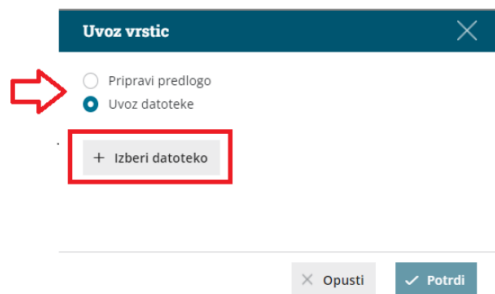 Uvoz vrstic
Pripravi predlogo
Uvoz datoteke
+ Izberi datoteko
Opusti
Potrdi